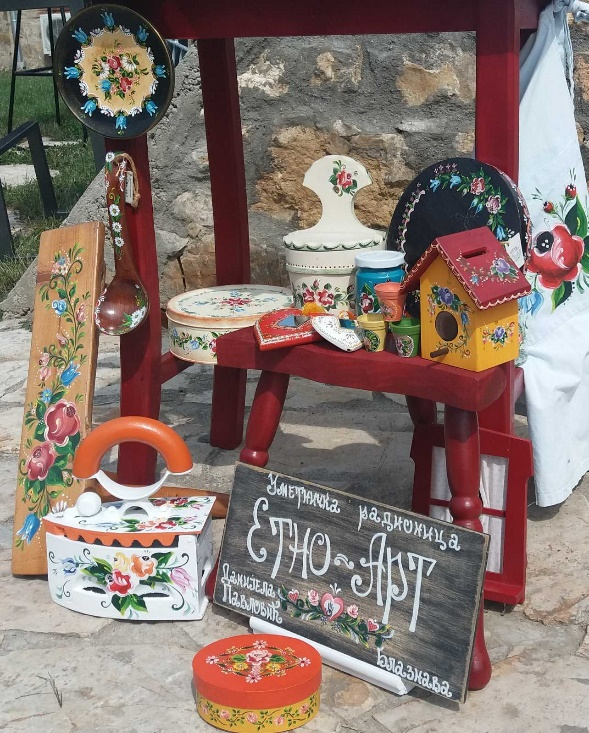 Уметничка радионица
ЕТНО~АРТ
Данијела
Павловић
Блазнава